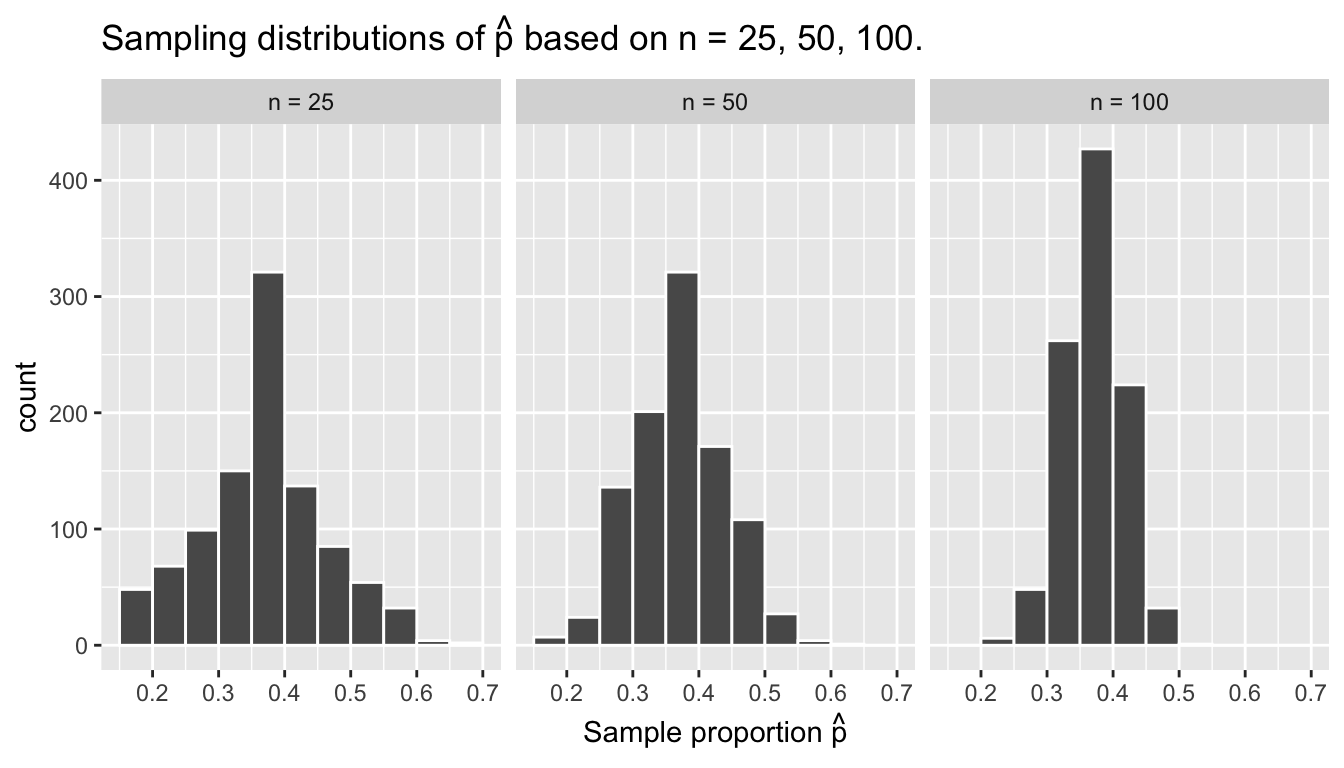 Sampling distributions of p̂ based on n = 25, 50, 100.
n = 25 n = 50 n = 100
400
300
200
100
0
count
0.2 0.3 0.4 0.5 0.6 0.7 0.2 0.3 0.4 0.5 0.6 0.7 0.2 0.3 0.4 0.5 0.6 0.7
Sample proportion p̂